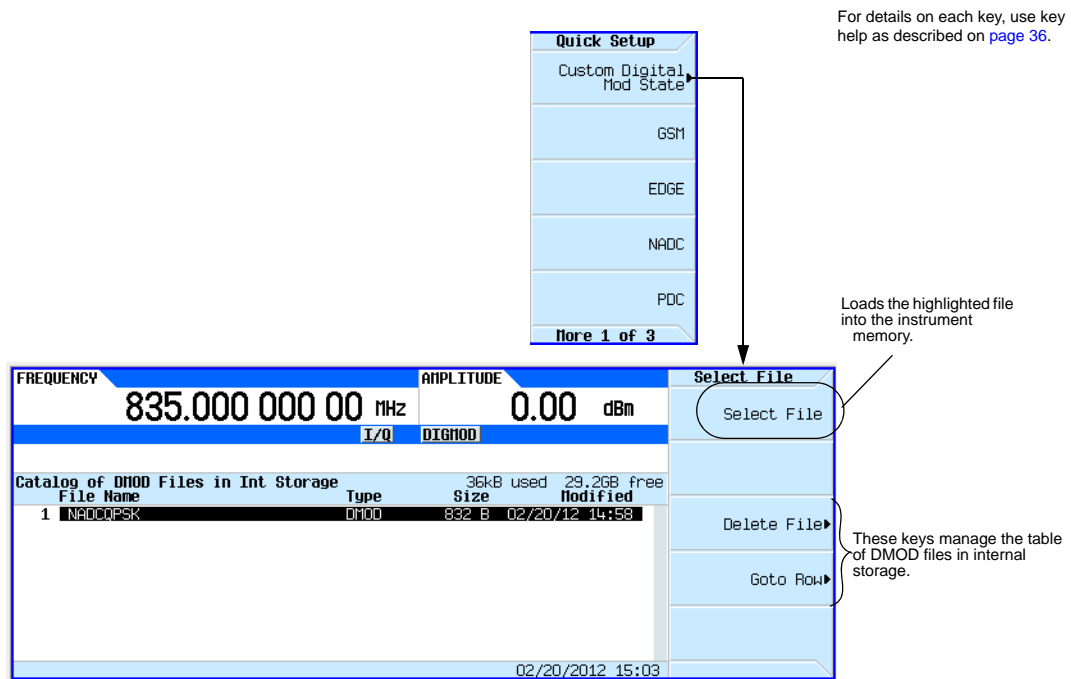 For details on each key, use key
help as described on page 36.
Quick Setup
Custom Digital
Mod State
GSM
EDGE
NADC
PDC
More 1 of 3
Loads the highlighted file
into the instrument
memory.
FREQUENCY
835.000 000 00 MHz
AMPLITUDE
0.00 dBm
I/Q DIGMOD
Select File
Select File
Catalog of DMOD Files in Int Storage 36kB used 29.2GB free
File Name Type Size Modified
1 NADCQPSK DMOD 832 B 02/20/12 14:58
Delete File
Goto Row
These keys manage the table
of DMOD files in internal
storage.
02/20/2012 15:03